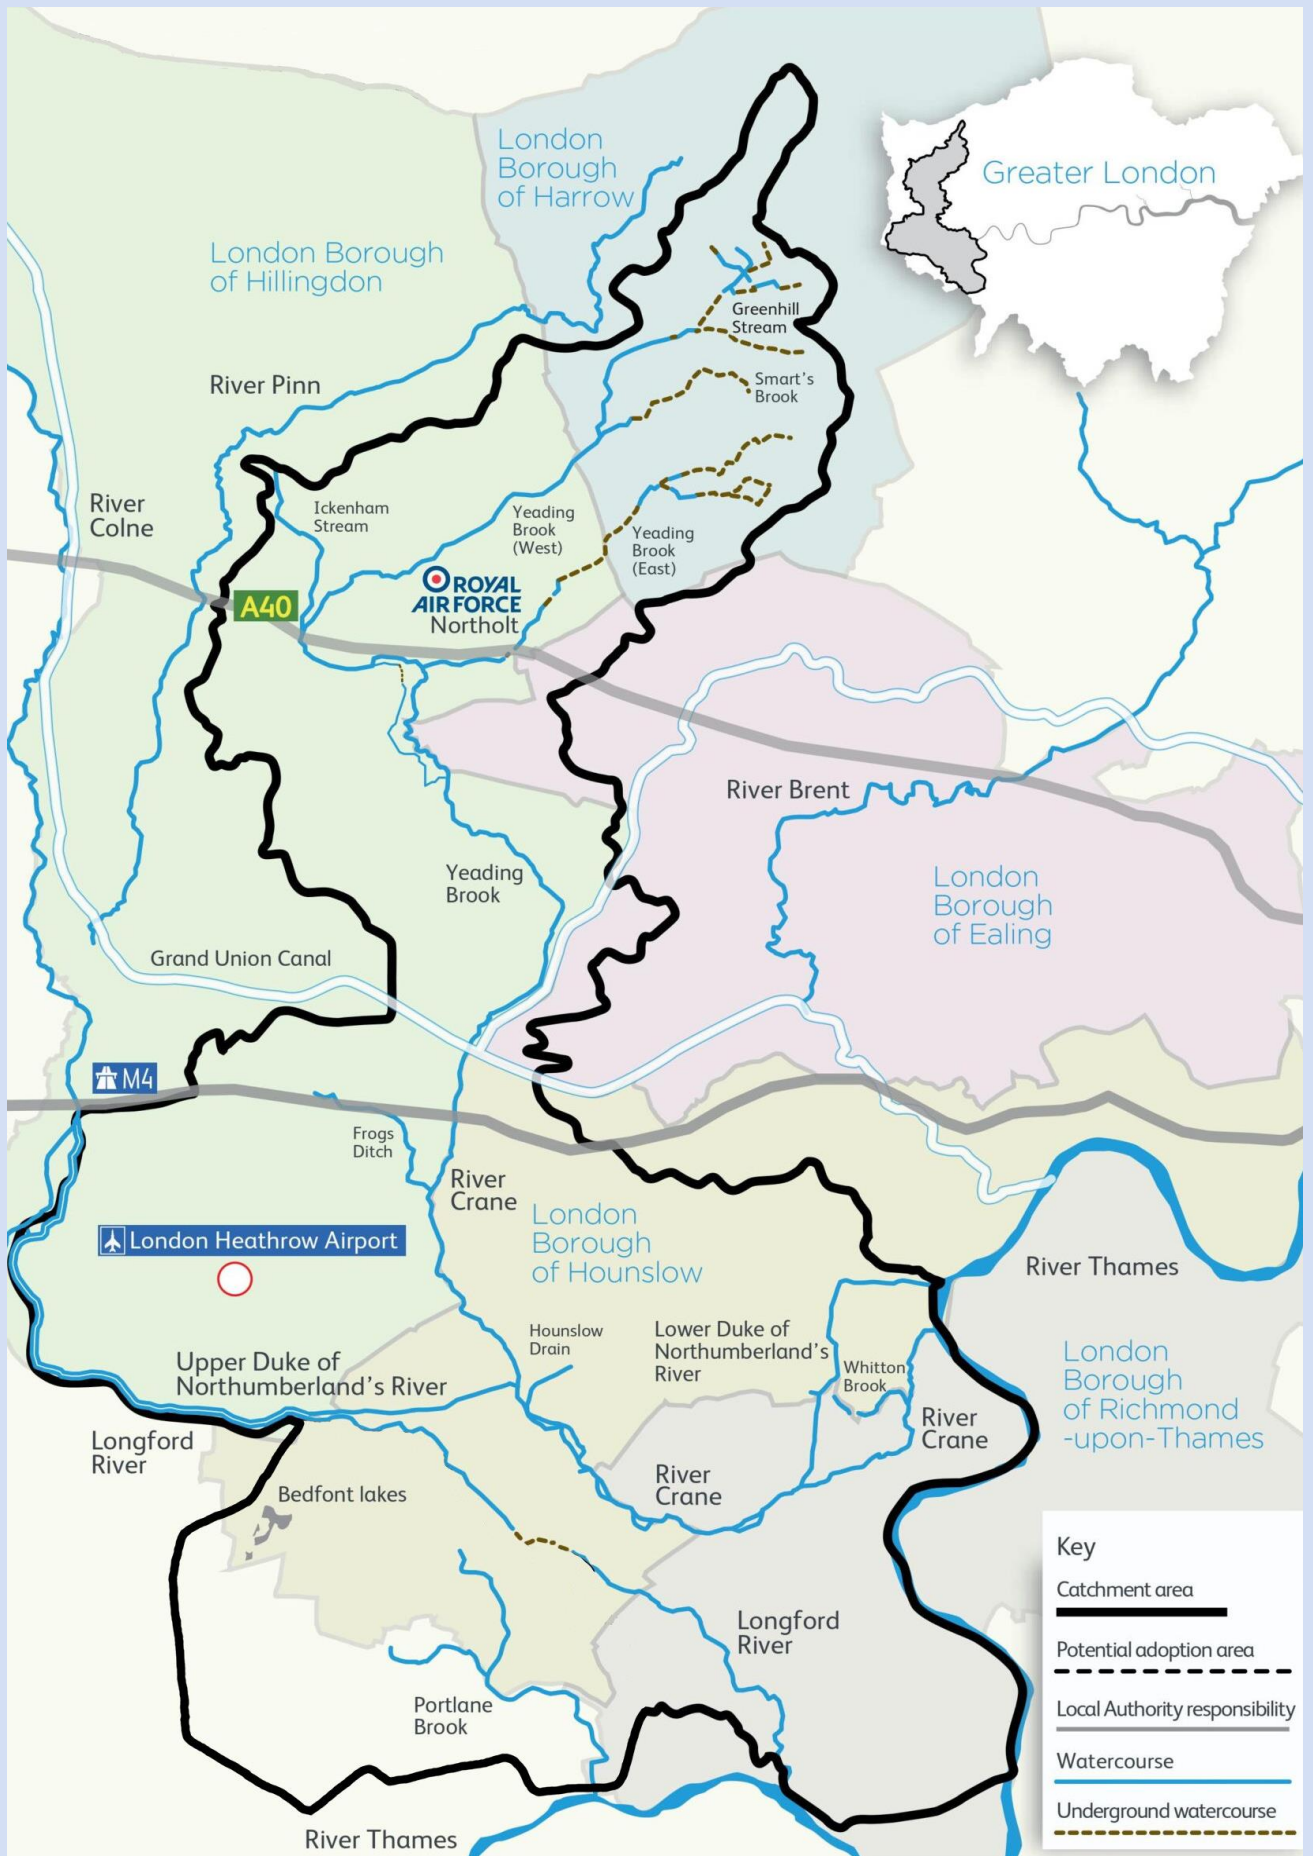 London
Borough
of Harrow
Greater London
London Borough
of Hillingdon
Greenhill
Stream
River Pinn
Smart's
Brook
River
Colne
Ickenham
Stream
Yeading
Brook
(West)
Yeading
Brook
(East)
ROYAL
AIR FORCE
Northolt
A40
River Brent
Yeading
Brook
London
Borough
of Ealing
Grand Union Canal
M4
Frogs
Ditch
River
Crane
London
Borough
of Hounslow
London Heathrow Airport
River Thames
Hounslow
Drain
Lower Duke of
Northumberland's
River
Whitton
Brook
Upper Duke of
Northumberland's River
London
Borough
of Richmond
-upon-Thames
River
Crane
Longford
River
River
Crane
Bedfont lakes
Longford
River
Portlane
Brook
River Thames
Key
Catchment area
Potential adoption area
Local Authority responsibility
Watercourse
Underground watercourse